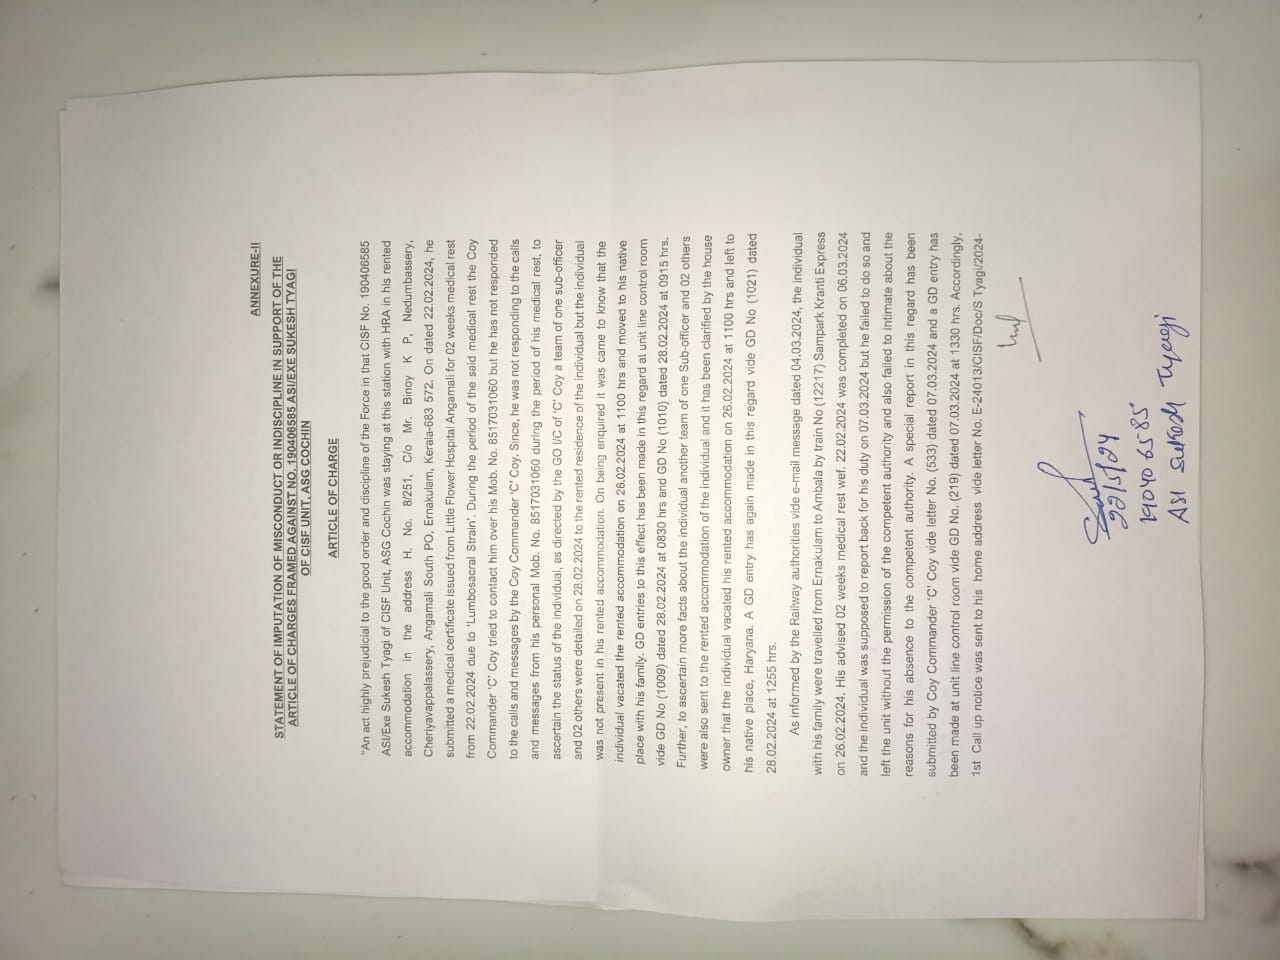 ANNEXURE-II
STATEMENT OF IMPUTATION OF MISCONDUCT OR INDISCIPLINE IN SUPPORT OF THE
ARTICLE OF CHARGES FRAMED AGAINST NO. 190406585 ASI/EXE SUKESH TYAGI
OF CISF UNIT, ASG COCHIN
ARTICLE OF CHARGE
"An act highly prejudicial to the good order and discipline of the Force in that CISF No. 190406585
ASI/Exe Sukesh Tyagi of CISF Unit, ASG Cochin was staying at this station with HRA in his rented
accommodation in the address H. No. 8/251, C/o Mr. Binoy K P, Nedumbassery,
Cheriyavappalassery, Angamali South PO, Ernakulam, Kerala-683 572. On dated 22.02.2024, he
submitted a medical certificate issued from Little Flower Hospital Angamali for 02 weeks medical rest
from 22.02.2024 due to 'Lumbosacral Strain'. During the period of the said medical rest the Coy
Commander 'C' Coy tried to contact him over his Mob. No. 8517031060 but he has not responded
to the calls and messages by the Coy Commander 'C' Coy. Since, he was not responding to the calls
and messages from his personal Mob. No. 8517031060 during the period of his medical rest, to
ascertain the status of the individual, as directed by the GO I/C of 'C' Coy a team of one sub-officer
and 02 others were detailed on 28.02.2024 to the rented residence of the individual but the individual
was not present in his rented accommodation. On being enquired it was came to know that the
individual vacated the rented accommodation on 26.02.2024 at 1100 hrs and moved to his native
place with his family. GD entries to this effect has been made in this regard at unit line control room
vide GD No (1009) dated 28.02.2024 at 0830 hrs and GD No (1010) dated 28.02.2024 at 0915 hrs.
Further, to ascertain more facts about the individual another team of one Sub-officer and 02 others
were also sent to the rented accommodation of the individual and it has been clarified by the house
owner that the individual vacated his rented accommodation on 26.02.2024 at 1100 hrs and left to
his native place, Haryana. A GD entry has again made in this regard vide GD No (1021) dated
28.02.2024 at 1255 hrs.
As informed by the Railway authorities vide e-mail message dated 04.03.2024, the individual
with his family were travelled from Ernakulam to Ambala by train No (12217) Sampark Kranti Express
on 26.02.2024. His advised 02 weeks medical rest wef. 22.02.2024 was completed on 06.03.2024
and the individual was supposed to report back for his duty on 07.03.2024 but he failed to do so and
left the unit without the permission of the competent authority and also failed to intimate about the
reasons for his absence to the competent authority. A special report in this regard has been
submitted by Coy Commander 'C' Coy vide letter No. (533) dated 07.03.2024 and a GD entry has
been made at unit line control room vide GD No. (219) dated 07.03.2024 at 1330 hrs. Accordingly,
1st Call up notice was sent to his home address vide letter No. E-24013/CISF/Doc/S Tyagi/2024-
22/5/24
190406585
ASI Sukesh Tyagi